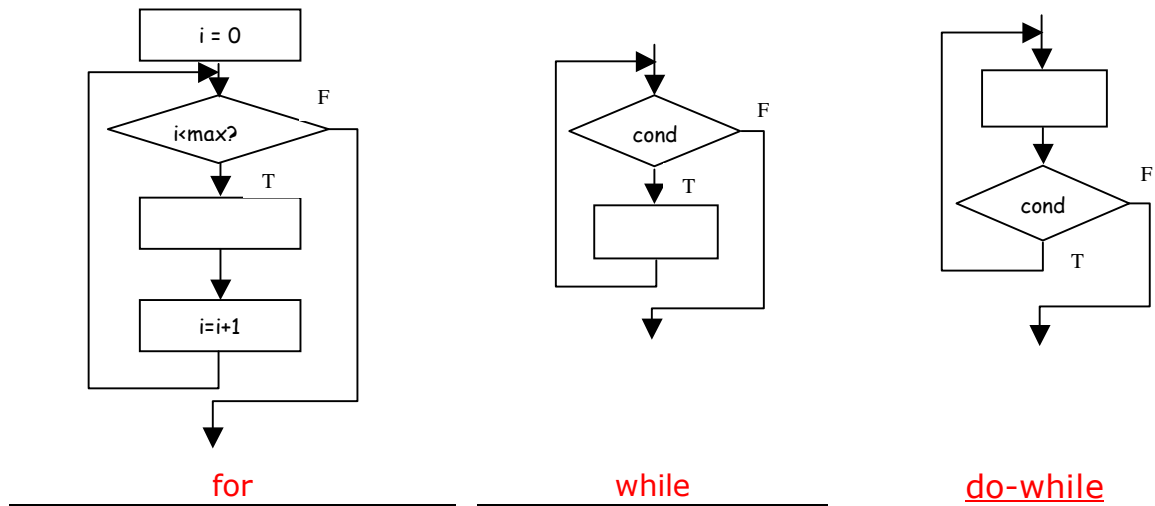 i = 0
F
i<max?
T
i=i+1
for
F
cond
T
while
F
cond
T
do-while